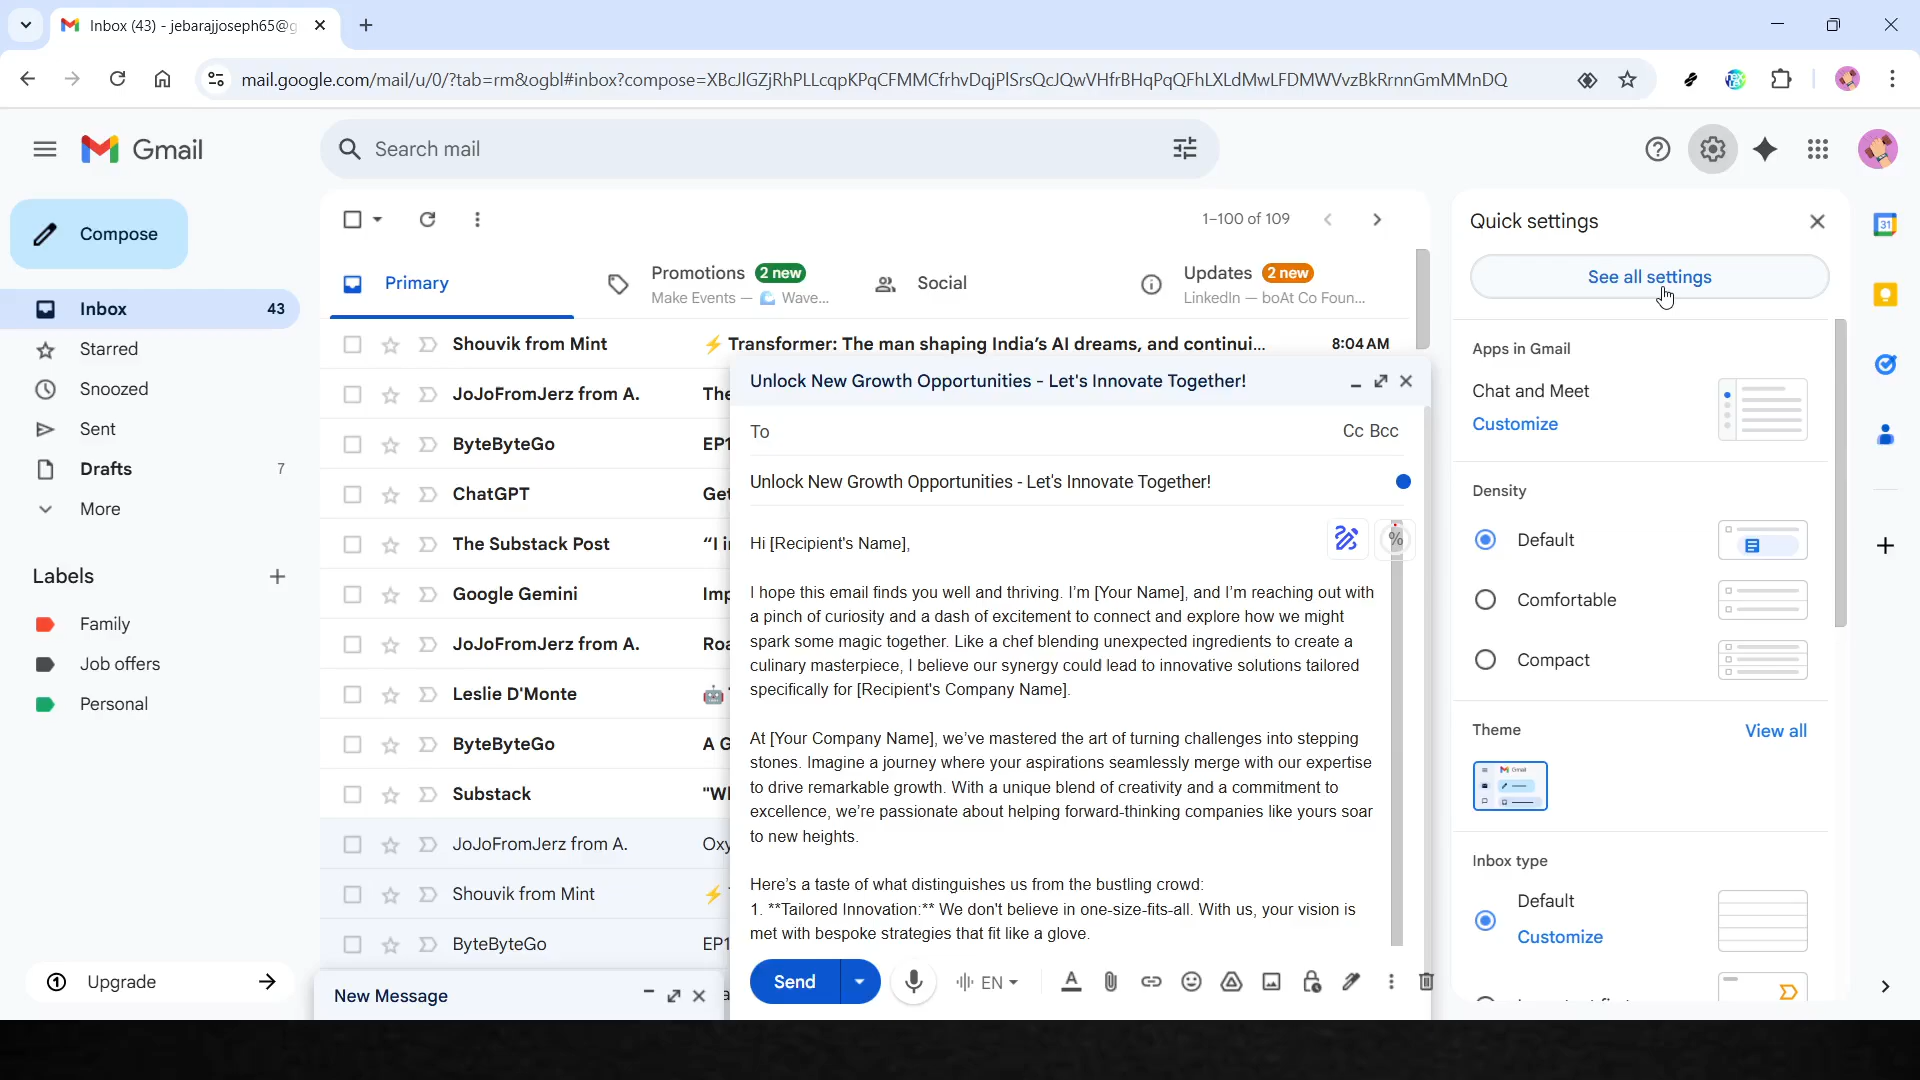 Inbox (43) - jebarajjoseph65@g
mail.google.com/mail/u/0/?tab=rm&ogbl#inbox?compose=XBcJlGZjRhPLLcqpKPqCFMMCfrhvDqjPlSrsQcJQwVHfrBHqPqQFhLXLdMwLFDMWVvzBkRrnnGmMMnDQ
Gmail
Search mail
Compose
Inbox 43
Starred
Snoozed
Sent
Drafts 7
More
Labels
Family
Job offers
Personal
Upgrade
1–100 of 109
Primary
Promotions 2 new
Make Events — 🌊 Wave...
Social
Updates 2 new
LinkedIn — boAt Co Foun...
Shouvik from Mint ⚡ Transformer: The man shaping India’s AI dreams, and continui... 8:04 AM
JoJoFromJerz from A. The
ByteByteGo EP1
ChatGPT Get
The Substack Post “I i
Google Gemini Imp
JoJoFromJerz from A. Roa
Leslie D'Monte 🤖
ByteByteGo A G
Substack "W
JoJoFromJerz from A. Oxy
Shouvik from Mint ⚡
ByteByteGo EP1
New Message
Unlock New Growth Opportunities - Let's Innovate Together!
To Cc Bcc
Unlock New Growth Opportunities - Let's Innovate Together!
Hi [Recipient's Name],
I hope this email finds you well and thriving. I’m [Your Name], and I’m reaching out with
a pinch of curiosity and a dash of excitement to connect and explore how we might
spark some magic together. Like a chef blending unexpected ingredients to create a
culinary masterpiece, I believe our synergy could lead to innovative solutions tailored
specifically for [Recipient's Company Name].
At [Your Company Name], we’ve mastered the art of turning challenges into stepping
stones. Imagine a journey where your aspirations seamlessly merge with our expertise
to drive remarkable growth. With a unique blend of creativity and a commitment to
excellence, we’re passionate about helping forward-thinking companies like yours soar
to new heights.
Here’s a taste of what distinguishes us from the bustling crowd:
1. **Tailored Innovation:** We don't believe in one-size-fits-all. With us, your vision is
met with bespoke strategies that fit like a glove.
Send EN
Quick settings
See all settings
Apps in Gmail
Chat and Meet
Customize
Density
Default
Comfortable
Compact
Theme View all
Inbox type
Default
Customize